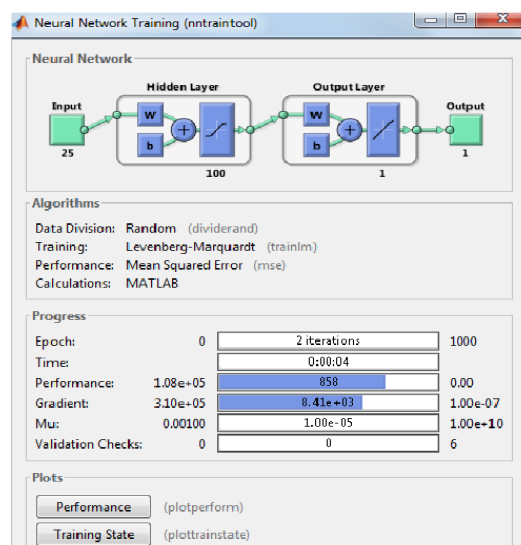 Neural Network Training (nntraintool)
Neural Network
Hidden Layer
Output Layer
Input
Output
W
b
+
W
b
+
25
100
1
1
Algorithms
Data Division: Random (dividerand)
Training: Levenberg-Marquardt (trainlm)
Performance: Mean Squared Error (mse)
Calculations: MATLAB
Progress
Epoch: 0 2 iterations 1000
Time: 0:00:04
Performance: 1.08e+05 858 0.00
Gradient: 3.10e+05 8.41e+03 1.00e-07
Mu: 0.00100 1.00e-05 1.00e+10
Validation Checks: 0 0 6
Plots
Performance (plotperform)
Training State (plottrainstate)